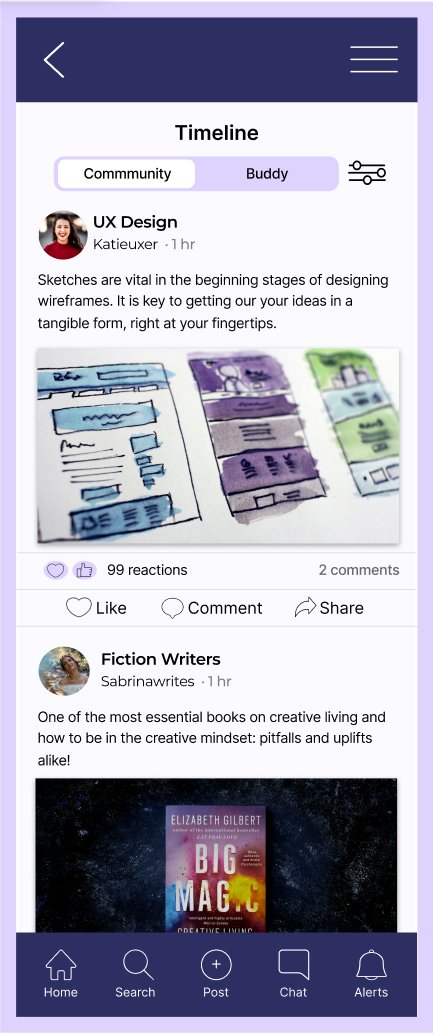 Timeline
Commmunity
Buddy
UX Design
Katieuxer · 1 hr
Sketches are vital in the beginning stages of designing
wireframes. It is key to getting our your ideas in a
tangible form, right at your fingertips.
99 reactions
2 comments
Like
Comment
Share
Fiction Writers
Sabrinawrites · 1 hr
One of the most essential books on creative living and
how to be in the creative mindset: pitfalls and uplifts
alike!
ELIZABETH GILBERT
author of the international bestseller
EAT PRAY LOVE
BIG
MAGIC
CREATIVE LIVING
Home
Search
Post
Chat
Alerts